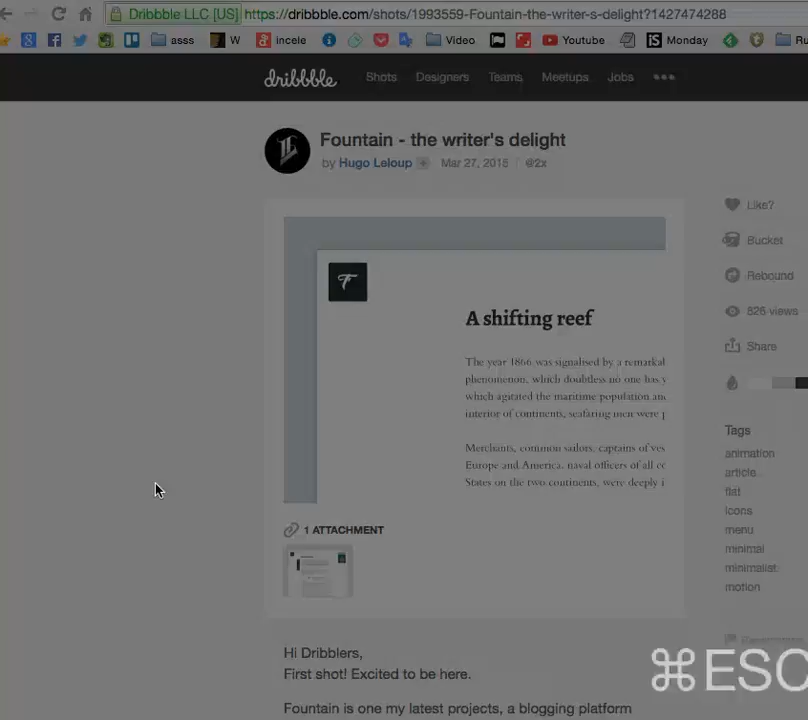 Dribbble LLC [US] https://dribbble.com/shots/1993559-Fountain-the-writer-s-delight?1427474288
asss W incele Video Youtube Monday Ru
dribbble Shots Designers Teams Meetups Jobs
Fountain - the writer's delight
by Hugo Leloup Mar 27, 2015 @2x
Like?
Bucket
Rebound
826 views
Share
A shifting reef
The year 1866 was signalised by a remarkal
phenomenon, which doubtless no one has y
which agitated the maritime population an
interior of continents, seafaring men were p
Merchants, common sailors, captains of ves
Europe and America, naval officers of all co
States on the two continents, were deeply i
Tags
animation
article
flat
icons
menu
minimal
minimalist
motion
1 ATTACHMENT
Hi Dribblers,
First shot! Excited to be here.
Fountain is one my latest projects, a blogging platform
⌘ESC